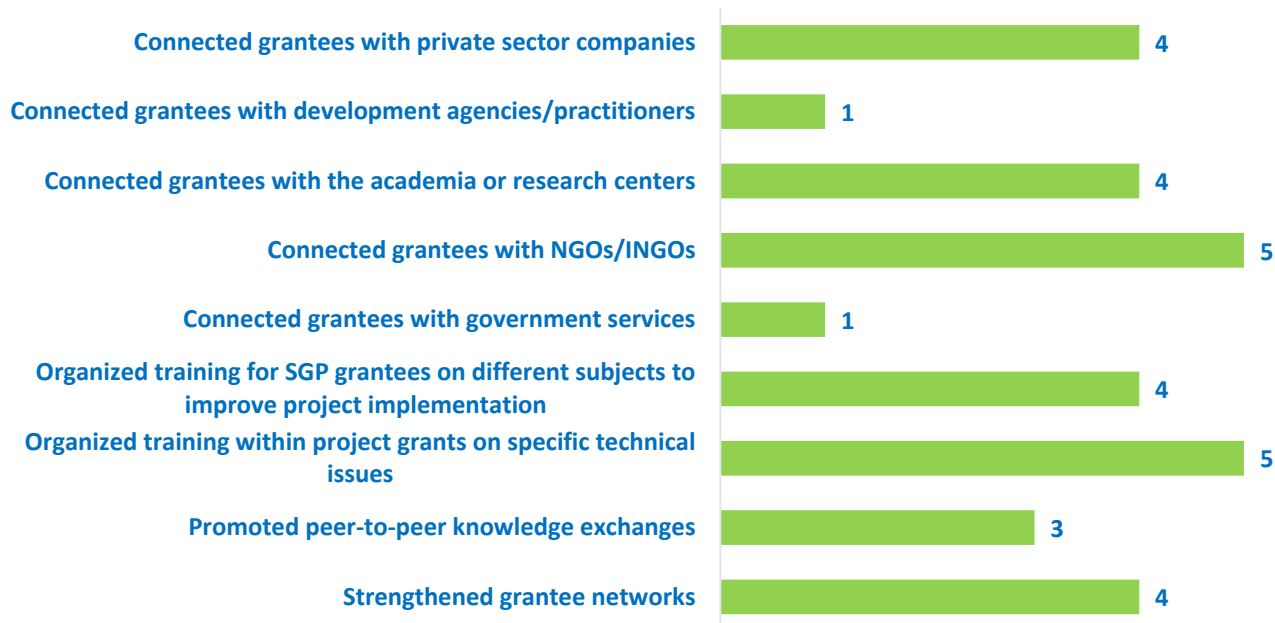 Connected grantees with private sector companies 4
Connected grantees with development agencies/practitioners 1
Connected grantees with the academia or research centers 4
Connected grantees with NGOs/INGOs 5
Connected grantees with government services 1
Organized training for SGP grantees on different subjects to
improve project implementation 4
Organized training within project grants on specific technical
issues 5
Promoted peer-to-peer knowledge exchanges 3
Strengthened grantee networks 4